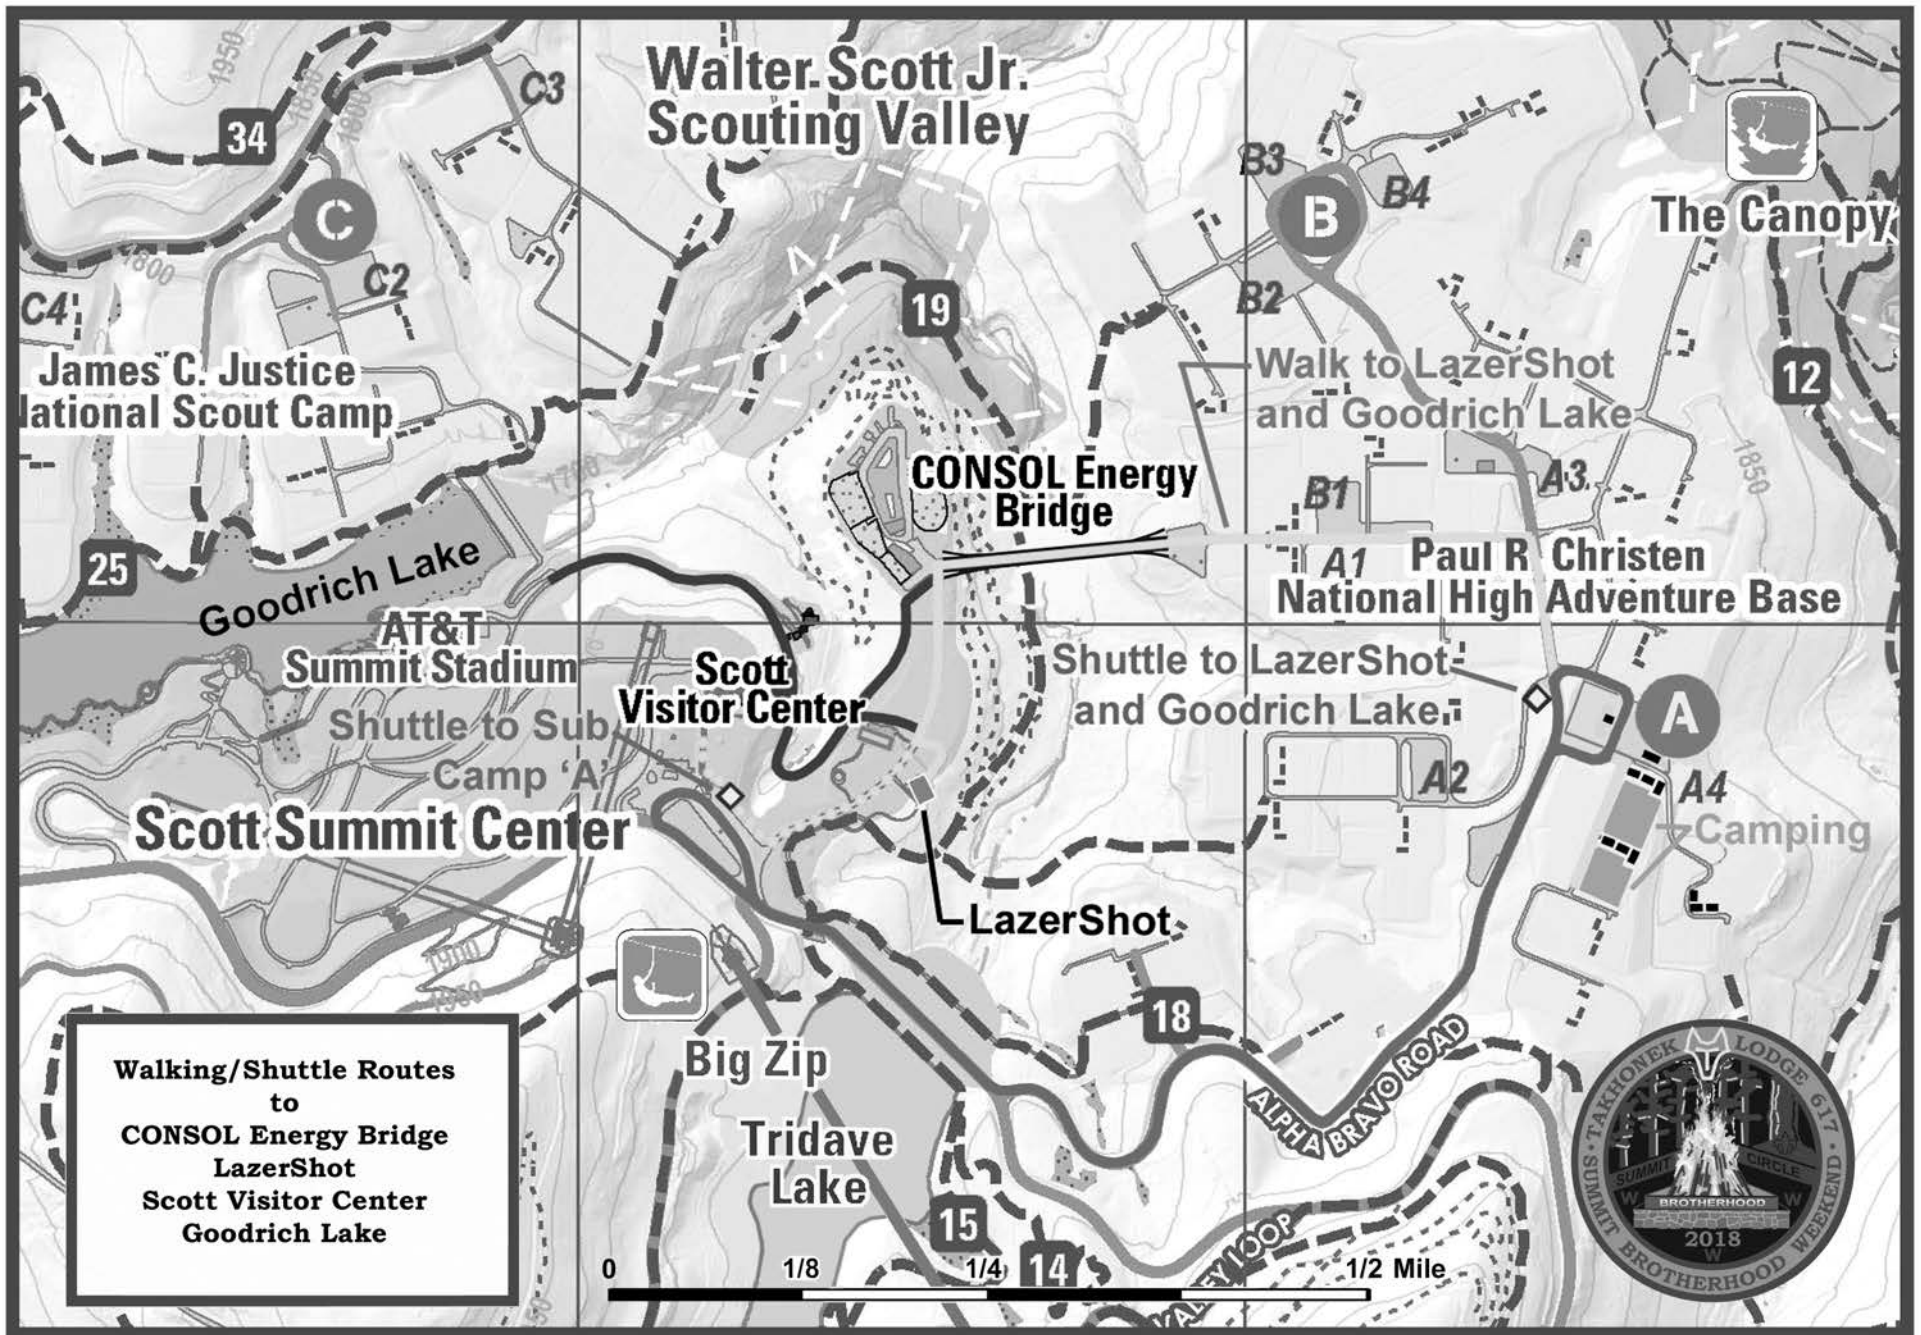 1950
1850
1800
34
C3
Walter Scott Jr.
Scouting Valley
B3
B
B4
The Canopy
C
1800
C2
C4
B2
19
James C. Justice
National Scout Camp
Walk to LazerShot
and Goodrich Lake
12
1850
1700
CONSOL Energy
Bridge
B1
A3
25
Goodrich Lake
A1
Paul R Christen
National High Adventure Base
AT&T
Summit Stadium
Scott
Visitor Center
Shuttle to LazerShot
and Goodrich Lake
A
Shuttle to Sub
Camp 'A'
A2
A4
Camping
Scott Summit Center
LazerShot
1900
1950
18
Big Zip
ALPHA BRAVO ROAD
Walking/Shuttle Routes
to
CONSOL Energy Bridge
LazerShot
Scott Visitor Center
Goodrich Lake
Tridave
Lake
15
14
VALLEY LOOP
0 1/8 1/4 1/2 Mile
TAKHONEK LODGE 617
SUMMIT CIRCLE
W W
BROTHERHOOD
2018
W
SUMMIT BROTHERHOOD WEEKEND